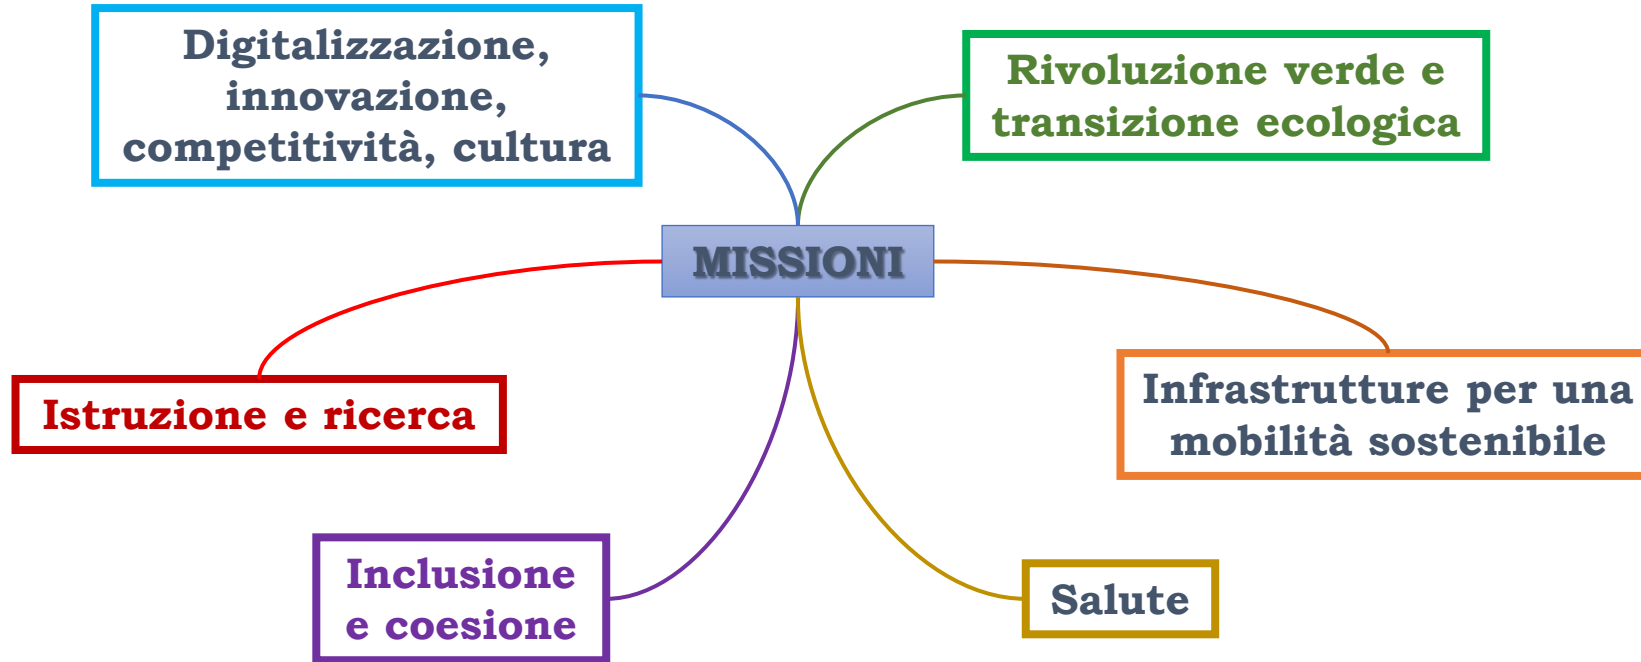 Digitalizzazione,
innovazione,
competitività, cultura
Rivoluzione verde e
transizione ecologica
MISSIONI
Istruzione e ricerca
Infrastrutture per una
mobilità sostenibile
Inclusione
e coesione
Salute